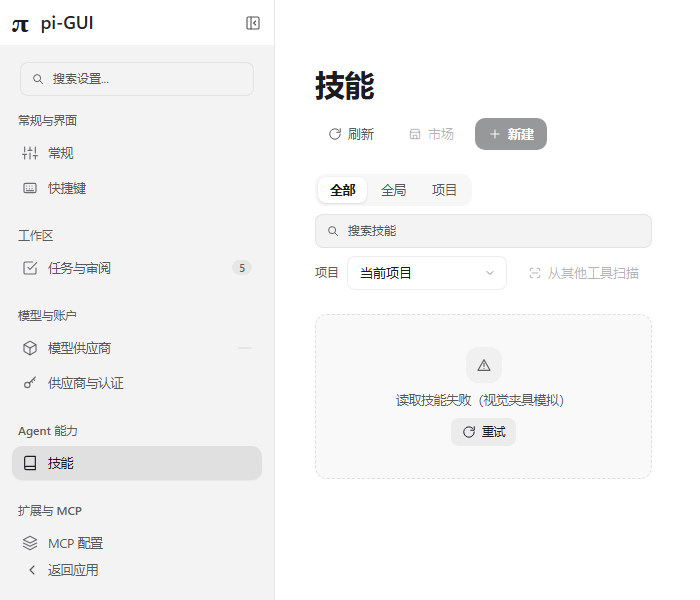 π pi-GUI
搜索设置...
常规与界面
常规
快捷键
工作区
任务与审阅 5
模型与账户
模型供应商
供应商与认证
Agent 能力
技能
扩展与 MCP
MCP 配置
返回应用
技能
刷新 市场 新建
全部 全局 项目
搜索技能
项目 当前项目 从其他工具扫描
读取技能失败（视觉夹具模拟）
重试